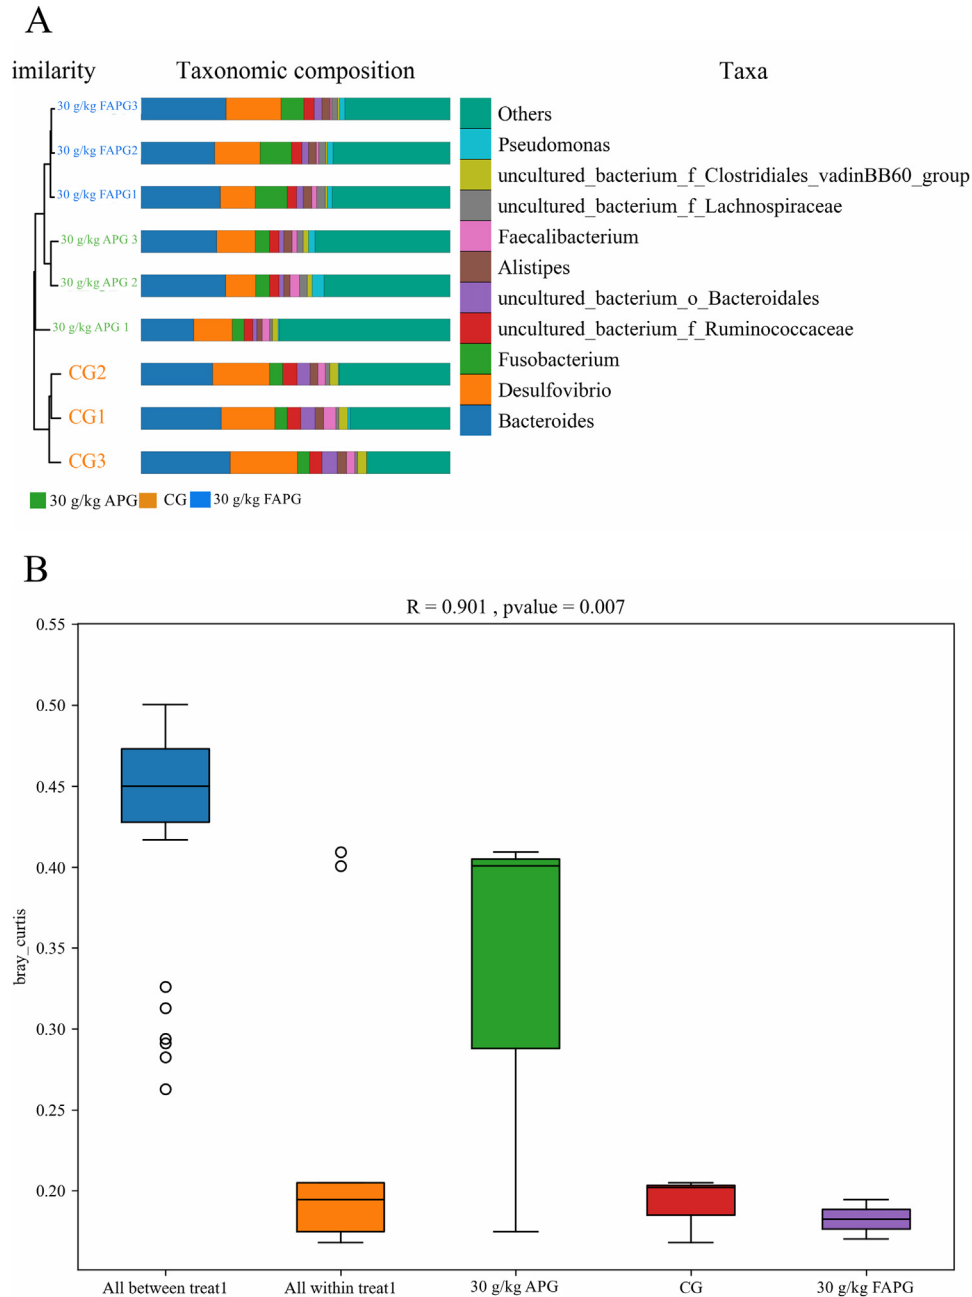 A
imilarity
Taxonomic composition
Taxa
30 g/kg FAPG3
30 g/kg FAPG2
30 g/kg FAPG1
30 g/kg APG 3
30 g/kg APG 2
30 g/kg APG 1
CG2
CG1
CG3
Others
Pseudomonas
uncultured_bacterium_f_Clostridiales_vadinBB60_group
uncultured_bacterium_f_Lachnospiraceae
Faecalibacterium
Alistipes
uncultured_bacterium_o_Bacteroidales
uncultured_bacterium_f_Ruminococcaceae
Fusobacterium
Desulfovibrio
Bacteroides
30 g/kg APG CG 30 g/kg FAPG
B
R = 0.901 , pvalue = 0.007
0.55
0.50
0.45
0.40
0.35
0.30
0.25
0.20
bray_curtis
All between treat1 All within treat1 30 g/kg APG CG 30 g/kg FAPG